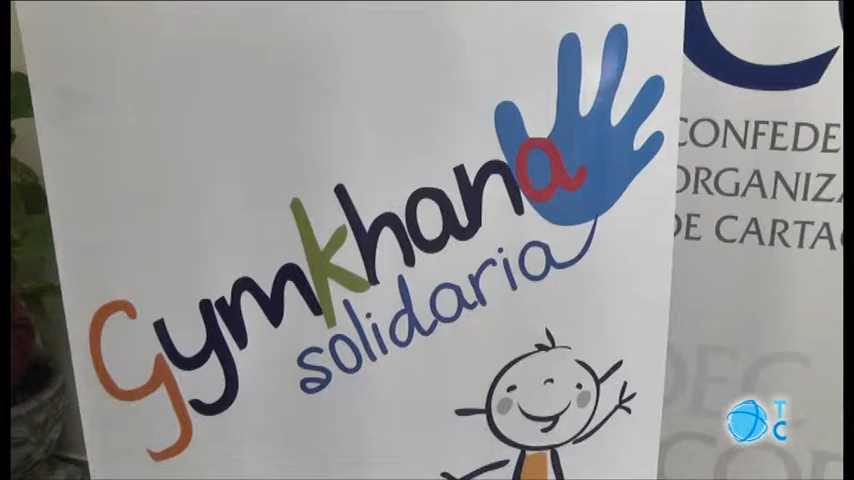 Gymkhana
solidaria
CONFEDE
ORGANIZA
DE CARTAG
TC